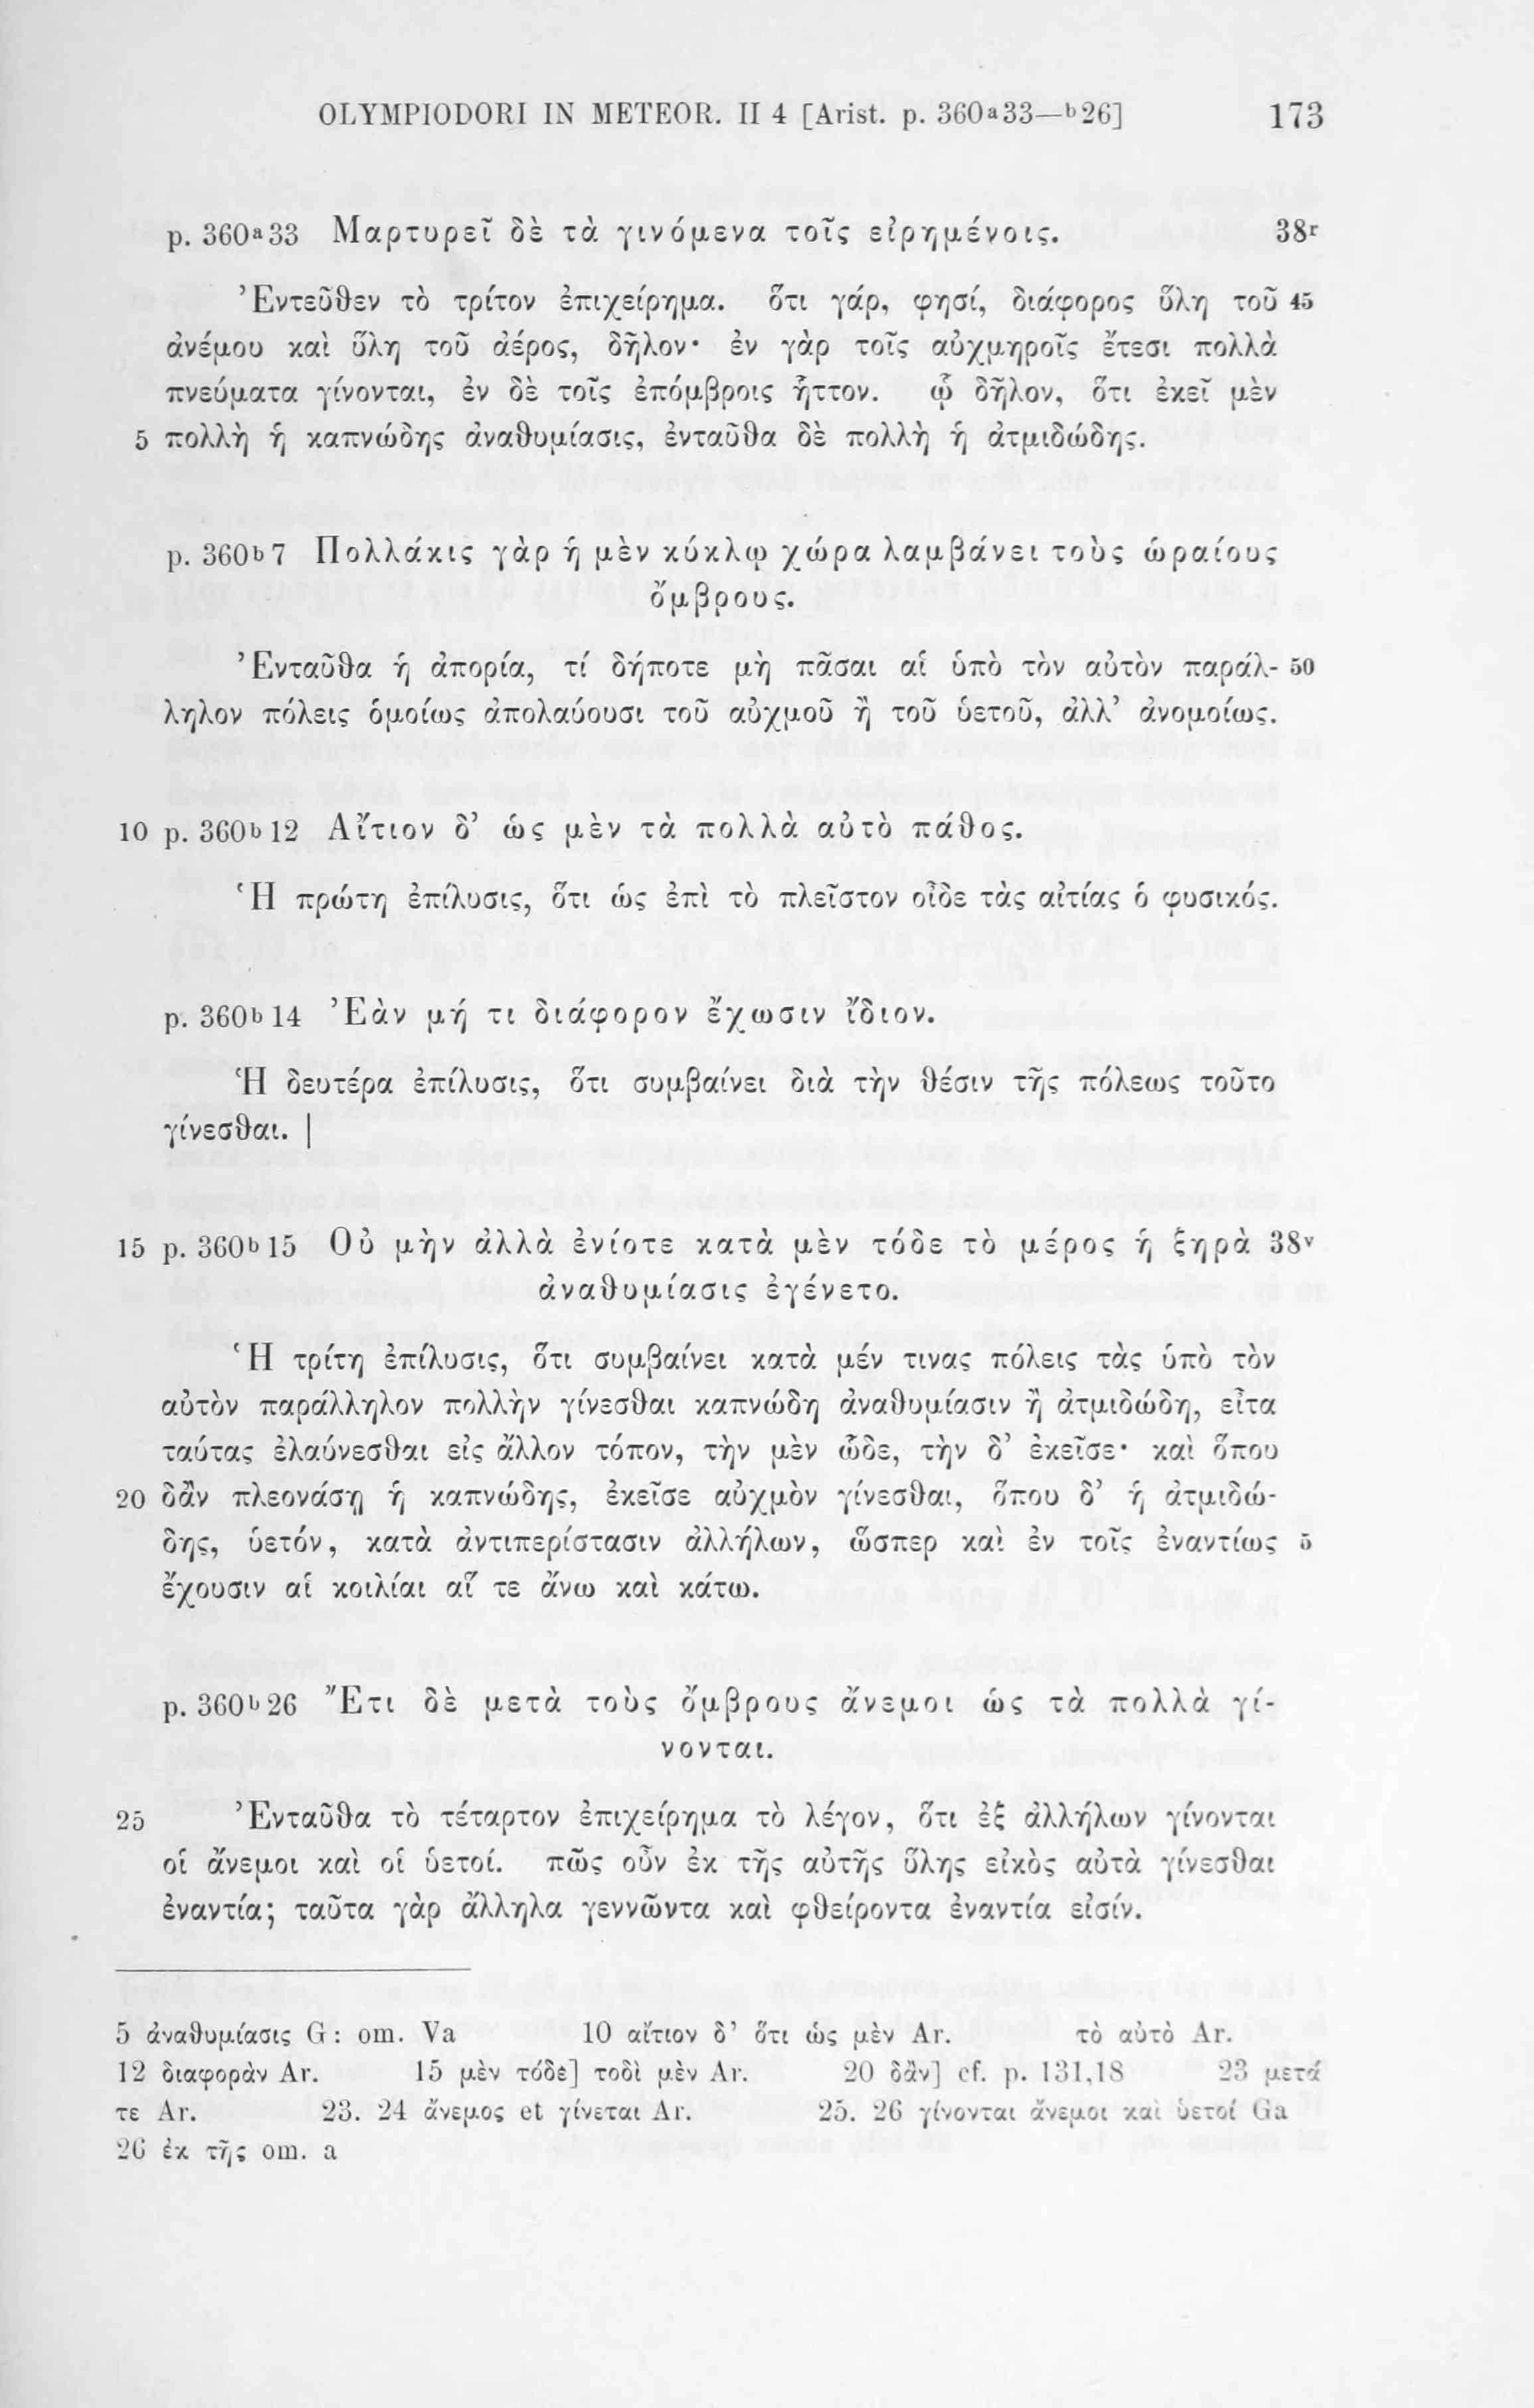 OLYMPIODORI IN METEOR. II 4 [Arist. p. 360ᵃ33—ᵇ26] 173
p. 360ᵃ33 Μαρτυρεῖ δὲ τὰ γινόμενα τοῖς εἰρημένοις. 38ʳ
Ἐντεῦθεν τὸ τρίτον ἐπιχείρημα. ὅτι γάρ, φησί, διάφορος ὕλη τοῦ 45
ἀνέμου καὶ ὕλη τοῦ ἀέρος, δῆλον· ἐν γὰρ τοῖς αὐχμηροῖς ἔτεσι πολλὰ
πνεύματα γίνονται, ἐν δὲ τοῖς ἐπόμβροις ἧττον. ᾧ δῆλον, ὅτι ἐκεῖ μὲν
5 πολλὴ ἡ καπνώδης ἀναθυμίασις, ἐνταῦθα δὲ πολλὴ ἡ ἀτμιδώδης.
p. 360ᵇ7 Πολλάκις γὰρ ἡ μὲν κύκλῳ χώρα λαμβάνει τοὺς ὡραίους
ὄμβρους.
Ἐνταῦθα ἡ ἀπορία, τί δήποτε μὴ πᾶσαι αἱ ὑπὸ τὸν αὐτὸν παράλ- 50
ληλον πόλεις ὁμοίως ἀπολαύουσι τοῦ αὐχμοῦ ἢ τοῦ ὑετοῦ, ἀλλ’ ἀνομοίως.
10 p. 360ᵇ12 Αἴτιον δ’ ὡς μὲν τὰ πολλὰ αὐτὸ πάθος.
Ἡ πρώτη ἐπίλυσις, ὅτι ὡς ἐπὶ τὸ πλεῖστον οἶδε τὰς αἰτίας ὁ φυσικός.
p. 360ᵇ14 Ἐὰν μή τι διάφορον ἔχωσιν ἴδιον.
Ἡ δευτέρα ἐπίλυσις, ὅτι συμβαίνει διὰ τὴν θέσιν τῆς πόλεως τοῦτο
γίνεσθαι. |
15 p. 360ᵇ15 Οὐ μὴν ἀλλὰ ἐνίοτε κατὰ μὲν τόδε τὸ μέρος ἡ ξηρὰ 38ᵛ
ἀναθυμίασις ἐγένετο.
Ἡ τρίτη ἐπίλυσις, ὅτι συμβαίνει κατὰ μέν τινας πόλεις τὰς ὑπὸ τὸν
αὐτὸν παράλληλον πολλὴν γίνεσθαι καπνώδη ἀναθυμίασιν ἢ ἀτμιδώδη, εἶτα
ταύτας ἐλαύνεσθαι εἰς ἄλλον τόπον, τὴν μὲν ὧδε, τὴν δ’ ἐκεῖσε· καὶ ὅπου
20 δἂν πλεονάσῃ ἡ καπνώδης, ἐκεῖσε αὐχμὸν γίνεσθαι, ὅπου δ’ ἡ ἀτμιδώ-
δης, ὑετόν, κατὰ ἀντιπερίστασιν ἀλλήλων, ὥσπερ καὶ ἐν τοῖς ἐναντίως 5
ἔχουσιν αἱ κοιλίαι αἵ τε ἄνω καὶ κάτω.
p. 360ᵇ26 Ἔτι δὲ μετὰ τοὺς ὄμβρους ἄνεμοι ὡς τὰ πολλὰ γί-
νονται.
25 Ἐνταῦθα τὸ τέταρτον ἐπιχείρημα τὸ λέγον, ὅτι ἐξ ἀλλήλων γίνονται
οἱ ἄνεμοι καὶ οἱ ὑετοί. πῶς οὖν ἐκ τῆς αὐτῆς ὕλης εἰκὸς αὐτὰ γίνεσθαι
ἐναντία; ταῦτα γὰρ ἄλληλα γεννῶντα καὶ φθείροντα ἐναντία εἰσίν.
5 ἀναθυμίασις G: om. Va 10 αἴτιον δ’ ὅτι ὡς μὲν Ar. τὸ αὐτὸ Ar.
12 διαφορὰν Ar. 15 μὲν τόδε] τοδὶ μὲν Ar. 20 δἂν] cf. p. 131,18 23 μετά
τε Ar. 23. 24 ἄνεμος et γίνεται Ar. 25. 26 γίνονται ἄνεμοι καὶ ὑετοί Ga
26 ἐκ τῆς om. a